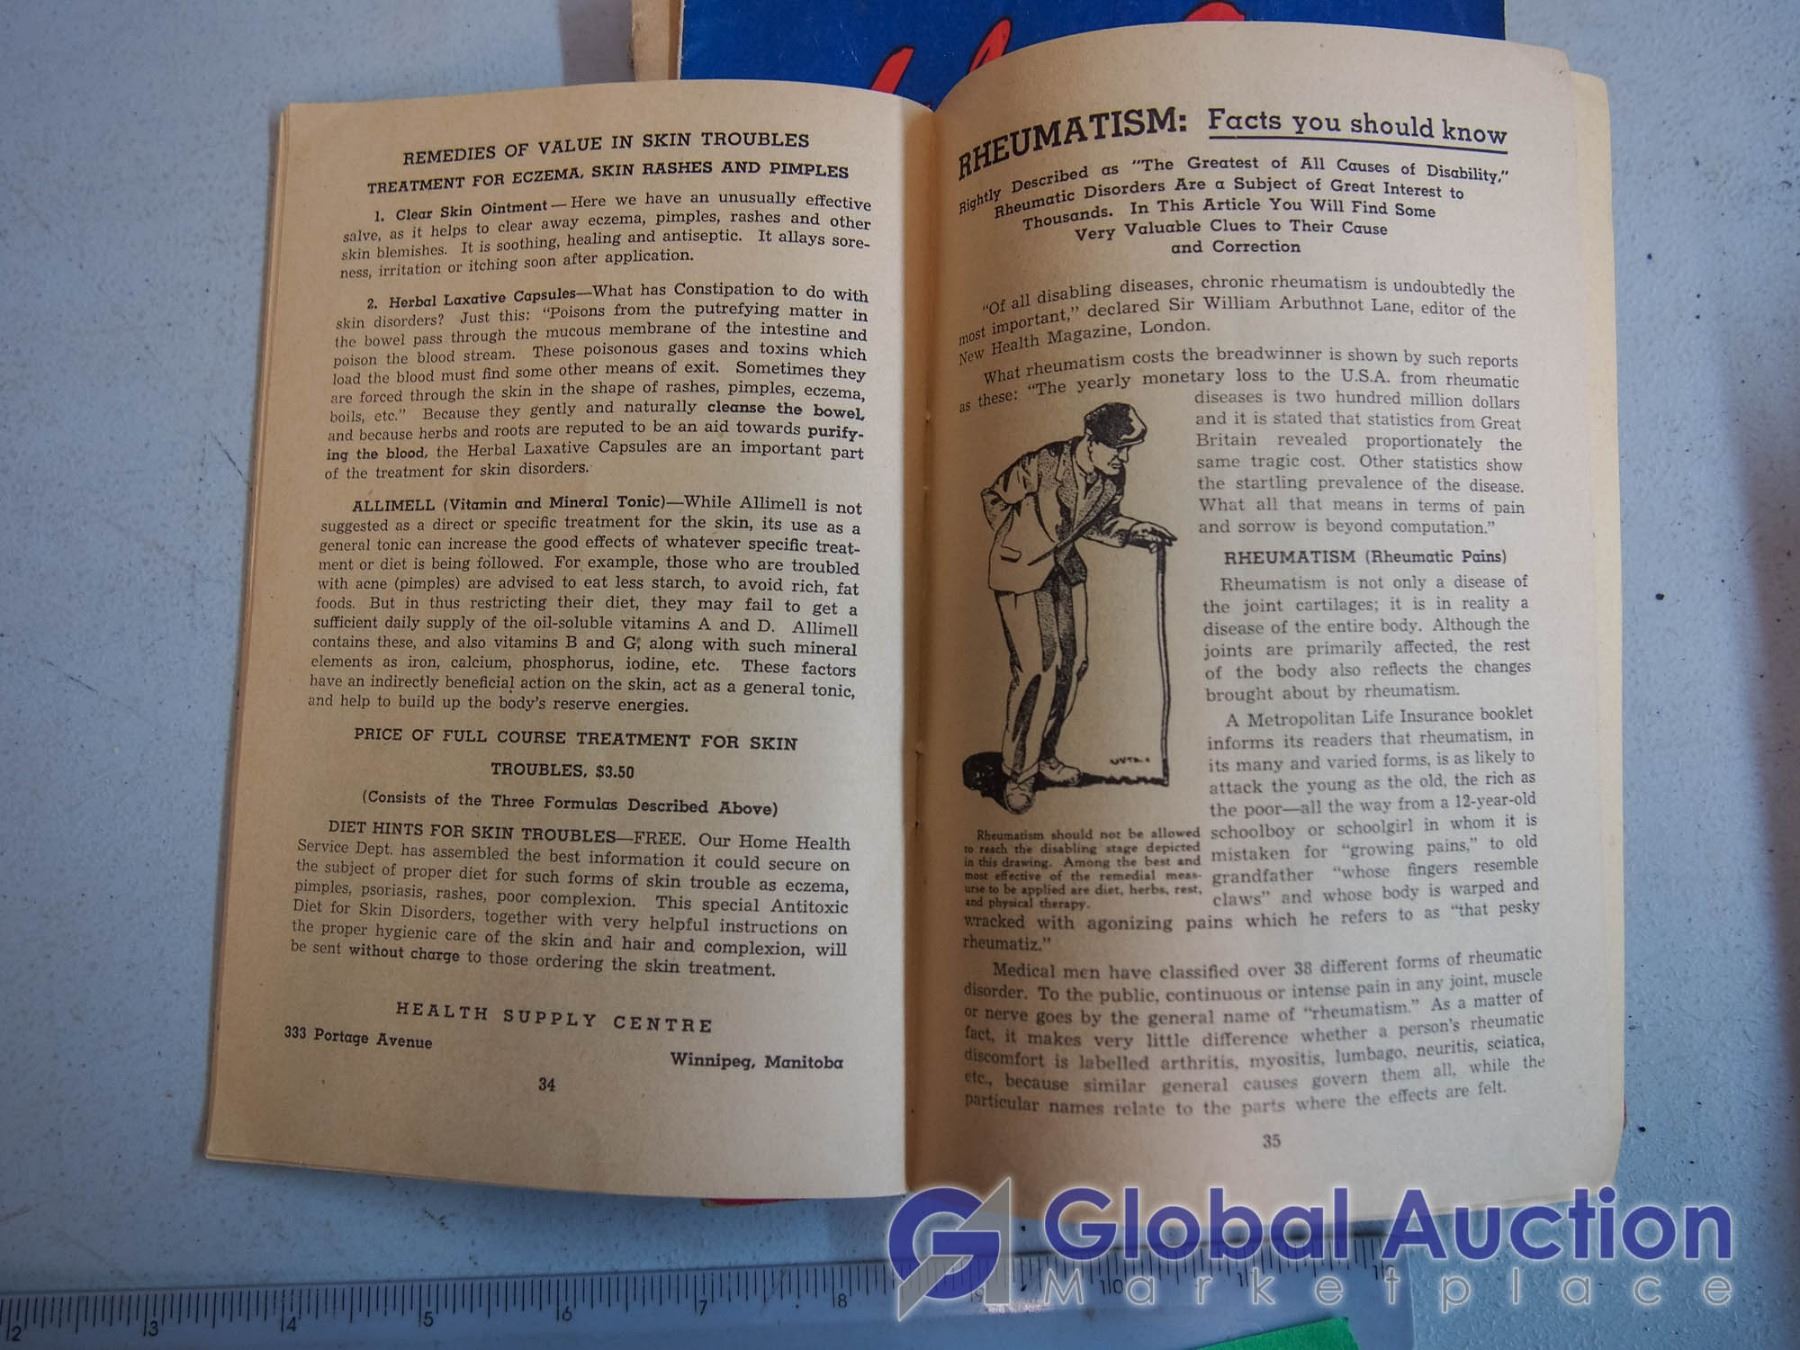 REMEDIES OF VALUE IN SKIN TROUBLES
TREATMENT FOR ECZEMA, SKIN RASHES AND PIMPLES
1. Clear Skin Ointment — Here we have an unusually effective
salve, as it helps to clear away eczema, pimples, rashes and other
skin blemishes. It is soothing, healing and antiseptic. It allays sore-
ness, irritation or itching soon after application.
2. Herbal Laxative Capsules—What has Constipation to do with
skin disorders? Just this: "Poisons from the putrefying matter in
the bowel pass through the mucous membrane of the intestine and
poison the blood stream. These poisonous gases and toxins which
load the blood must find some other means of exit. Sometimes they
are forced through the skin in the shape of rashes, pimples, eczema,
boils, etc." Because they gently and naturally cleanse the bowel,
and because herbs and roots are reputed to be an aid towards purify-
ing the blood, the Herbal Laxative Capsules are an important part
of the treatment for skin disorders.
ALLIMELL (Vitamin and Mineral Tonic)—While Allimell is not
suggested as a direct or specific treatment for the skin, its use as a
general tonic can increase the good effects of whatever specific treat-
ment or diet is being followed. For example, those who are troubled
with acne (pimples) are advised to eat less starch, to avoid rich, fat
foods. But in thus restricting their diet, they may fail to get a
sufficient daily supply of the oil-soluble vitamins A and D. Allimell
contains these, and also vitamins B and G, along with such mineral
elements as iron, calcium, phosphorus, iodine, etc. These factors
have an indirectly beneficial action on the skin, act as a general tonic,
and help to build up the body's reserve energies.
PRICE OF FULL COURSE TREATMENT FOR SKIN
TROUBLES, $3.50
(Consists of the Three Formulas Described Above)
DIET HINTS FOR SKIN TROUBLES—FREE. Our Home Health
Service Dept. has assembled the best information it could secure on
the subject of proper diet for such forms of skin trouble as eczema,
pimples, psoriasis, rashes, poor complexion. This special Antitoxic
Diet for Skin Disorders, together with very helpful instructions on
the proper hygienic care of the skin and hair and complexion, will
be sent without charge to those ordering the skin treatment.
HEALTH SUPPLY CENTRE
333 Portage Avenue
Winnipeg, Manitoba
34
RHEUMATISM: Facts you should know
Rightly Described as "The Greatest of All Causes of Disability,"
Rheumatic Disorders Are a Subject of Great Interest to
Thousands. In This Article You Will Find Some
Very Valuable Clues to Their Cause
and Correction
"Of all disabling diseases, chronic rheumatism is undoubtedly the
most important," declared Sir William Arbuthnot Lane, editor of the
New Health Magazine, London.
What rheumatism costs the breadwinner is shown by such reports
as these: "The yearly monetary loss to the U.S.A. from rheumatic
diseases is two hundred million dollars
and it is stated that statistics from Great
Britain revealed proportionately the
same tragic cost. Other statistics show
the startling prevalence of the disease.
What all that means in terms of pain
and sorrow is beyond computation."
RHEUMATISM (Rheumatic Pains)
Rheumatism is not only a disease of
the joint cartilages; it is in reality a
disease of the entire body. Although the
joints are primarily affected, the rest
of the body also reflects the changes
brought about by rheumatism.
A Metropolitan Life Insurance booklet
informs its readers that rheumatism, in
its many and varied forms, is as likely to
attack the young as the old, the rich as
the poor—all the way from a 12-year-old
schoolboy or schoolgirl in whom it is
mistaken for "growing pains," to old
grandfather "whose fingers resemble
claws" and whose body is warped and
wracked with agonizing pains which he refers to as "that pesky
rheumatiz."
Rheumatism should not be allowed
to reach the disabling stage depicted
in this drawing. Among the best and
most effective of the remedial meas-
ures to be applied are diet, herbs, rest,
and physical therapy.
Medical men have classified over 38 different forms of rheumatic
disorder. To the public, continuous or intense pain in any joint, muscle
or nerve goes by the general name of "rheumatism." As a matter of
fact, it makes very little difference whether a person's rheumatic
discomfort is labelled arthritis, myositis, lumbago, neuritis, sciatica,
etc., because similar general causes govern them all, while the
particular names relate to the parts where the effects are felt.
35
Global Auction
Marketplace
2 3 4 5 6 7 8 9 10 11